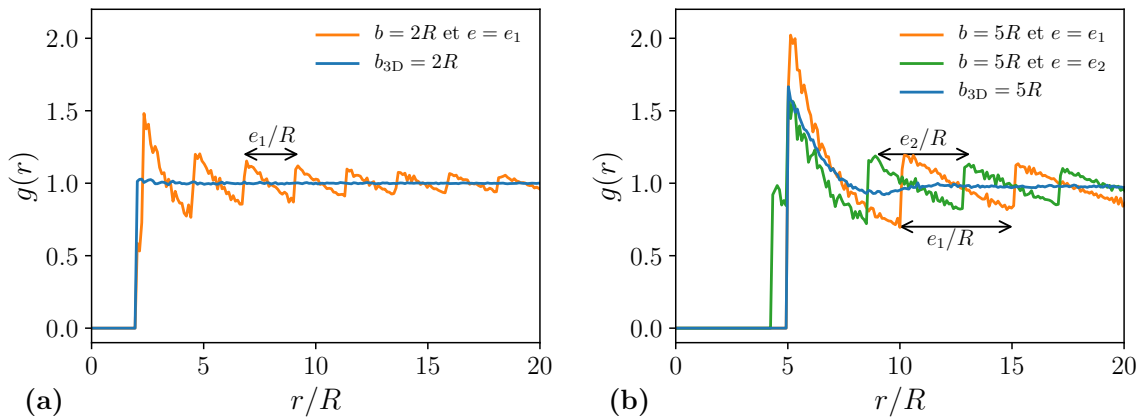 g(r)
2.0
1.5
1.0
0.5
0.0
b = 2R et e = e₁
b₃D = 2R
e₁/R
0 5 10 15 20
(a) r/R
g(r)
2.0
1.5
1.0
0.5
0.0
b = 5R et e = e₁
b = 5R et e = e₂
b₃D = 5R
e₂/R
e₁/R
0 5 10 15 20
(b) r/R